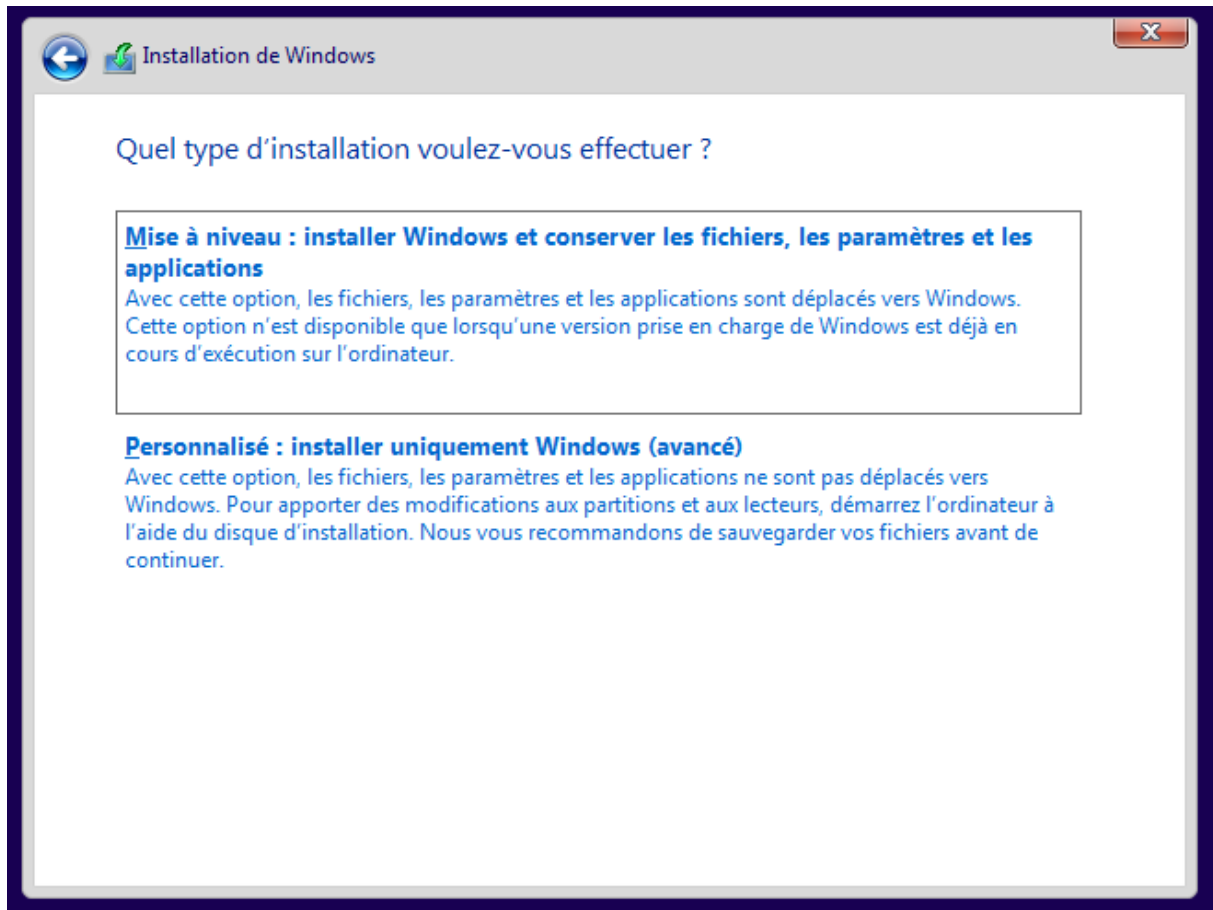 Installation de Windows
Quel type d’installation voulez-vous effectuer ?
Mise à niveau : installer Windows et conserver les fichiers, les paramètres et les
applications
Avec cette option, les fichiers, les paramètres et les applications sont déplacés vers Windows.
Cette option n’est disponible que lorsqu’une version prise en charge de Windows est déjà en
cours d’exécution sur l’ordinateur.
Personnalisé : installer uniquement Windows (avancé)
Avec cette option, les fichiers, les paramètres et les applications ne sont pas déplacés vers
Windows. Pour apporter des modifications aux partitions et aux lecteurs, démarrez l’ordinateur à
l’aide du disque d’installation. Nous vous recommandons de sauvegarder vos fichiers avant de
continuer.